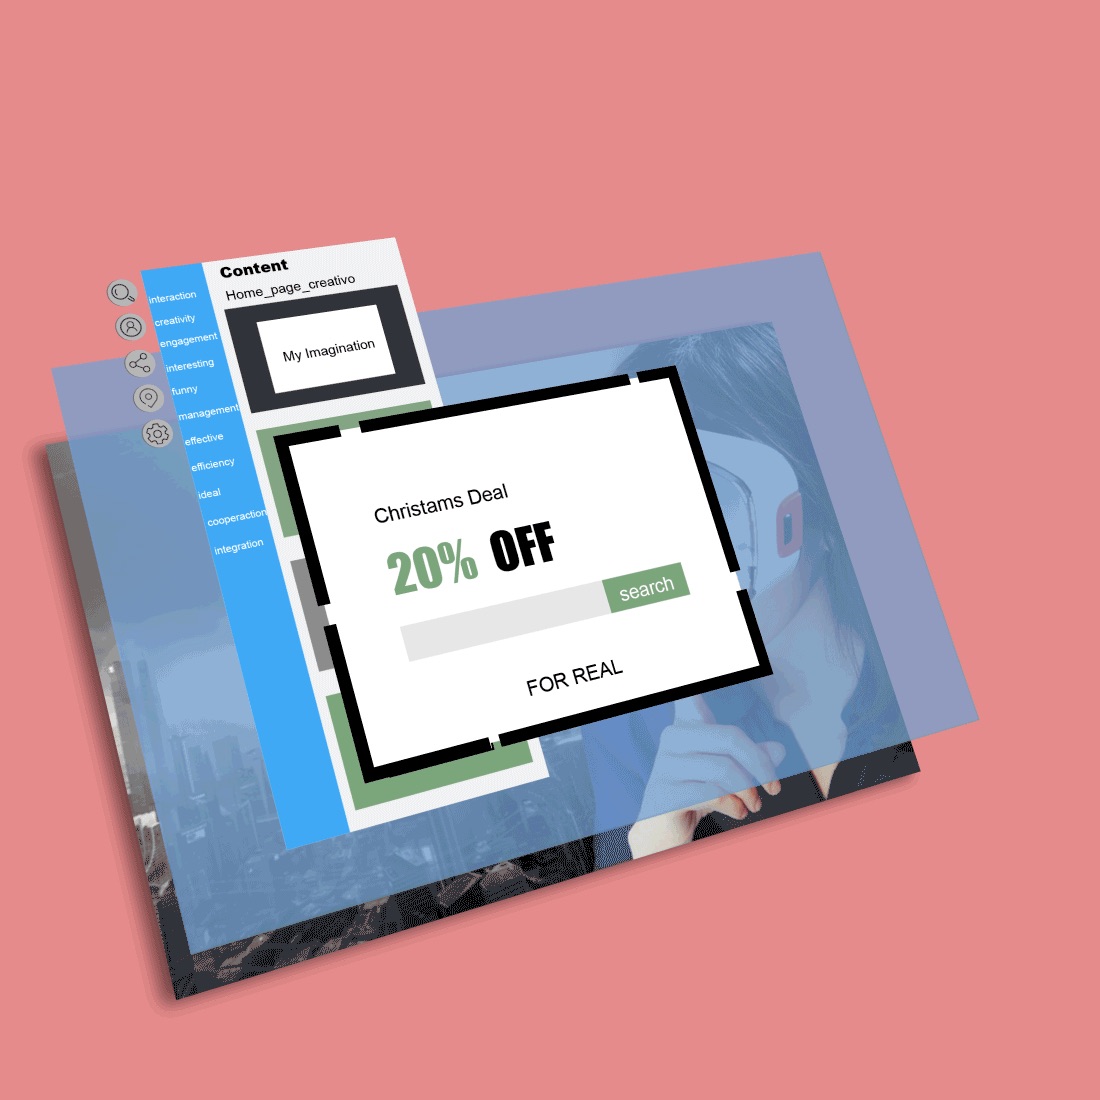 Content
Home_page_creativo
My Imagination
interaction
creativity
engagement
interesting
funny
management
effective
efficiency
ideal
cooperaction
integration
Christams Deal
20% OFF
search
FOR REAL